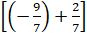 [(-9/7) + 2/7]